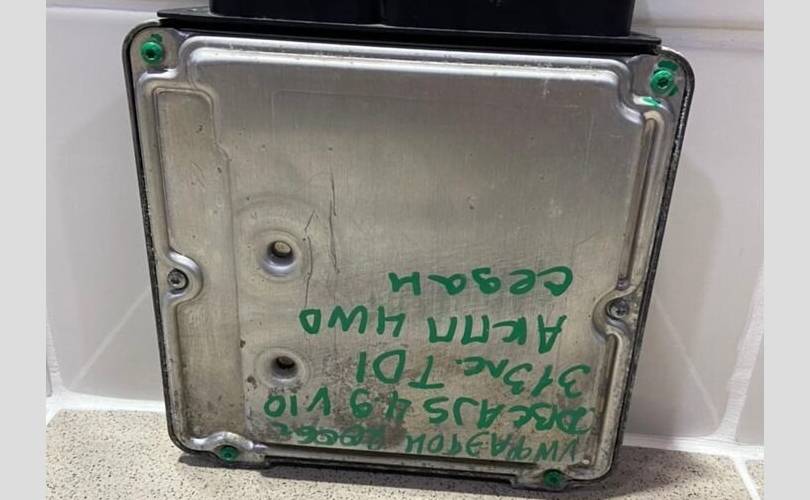 VW ФАЭТОН 2006г
ДВС AJS 4.9 V10
313лс. TDI
АКПП 4WD
седан